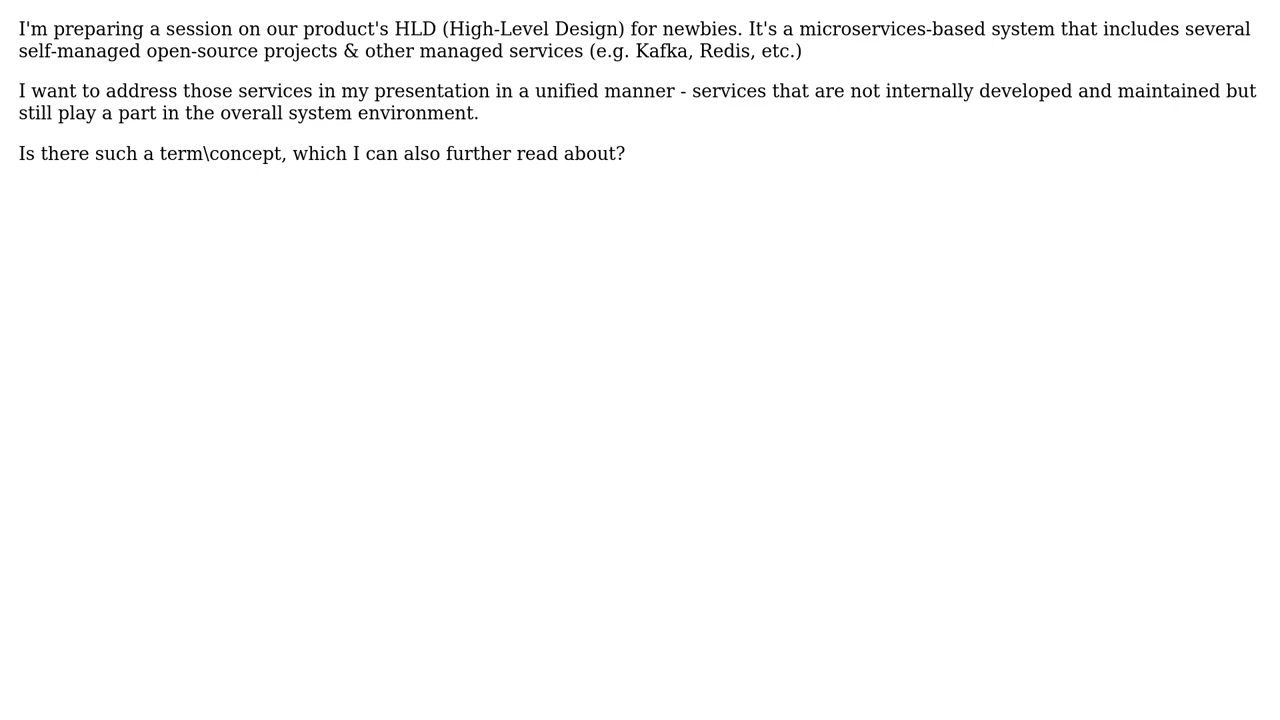 I'm preparing a session on our product's HLD (High-Level Design) for newbies. It's a microservices-based system that includes several
self-managed open-source projects & other managed services (e.g. Kafka, Redis, etc.)
I want to address those services in my presentation in a unified manner - services that are not internally developed and maintained but
still play a part in the overall system environment.
Is there such a term\concept, which I can also further read about?